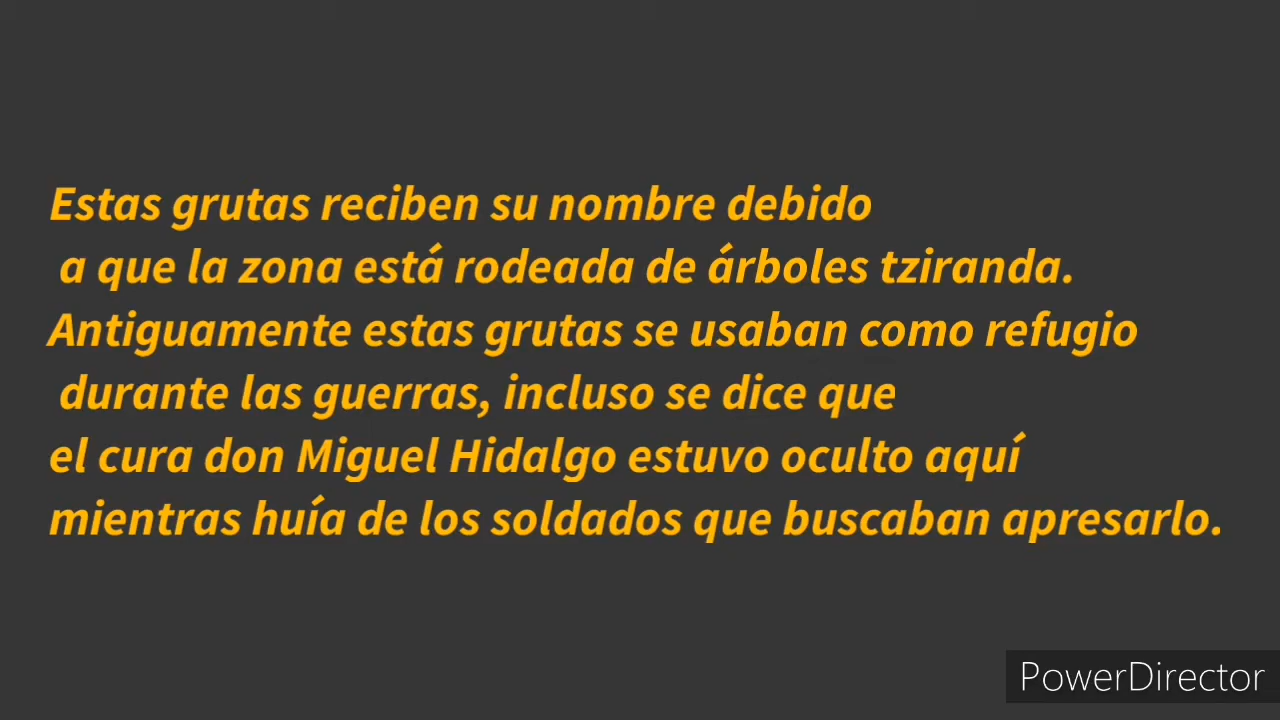 Estas grutas reciben su nombre debido
a que la zona está rodeada de árboles tziranda.
Antiguamente estas grutas se usaban como refugio
durante las guerras, incluso se dice que
el cura don Miguel Hidalgo estuvo oculto aquí
mientras huía de los soldados que buscaban apresarlo.
PowerDirector